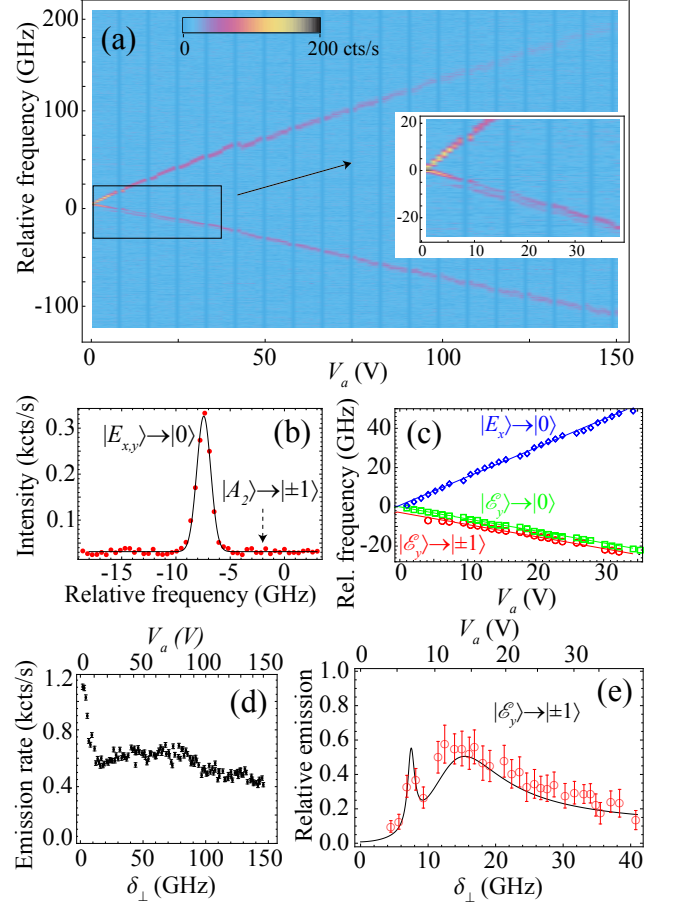 (a)
0 200 cts/s
Relative frequency (GHz)
200
100
0
-100
20
0
-20
0 10 20 30
0 50 100 150
V_a (V)
(b)
|E_{x,y}⟩→|0⟩
|A_2⟩→|±1⟩
Intensity (kcts/s)
0.3
0.2
0.1
-15 -10 -5 0
Relative frequency (GHz)
(c)
|E_x⟩→|0⟩
|ℰ_y⟩→|0⟩
|ℰ_y⟩→|±1⟩
Rel. frequency (GHz)
40
20
0
-20
0 10 20 30
V_a (V)
V_a (V)
0 50 100 150
(d)
Emission rate (kcts/s)
1.2
0.8
0.4
0.0
0 50 100 150
δ_⊥ (GHz)
V_a (V)
0 10 20 30
(e)
|ℰ_y⟩→|±1⟩
Relative emission
1.0
0.8
0.6
0.4
0.2
0.0
0 10 20 30 40
δ_⊥ (GHz)